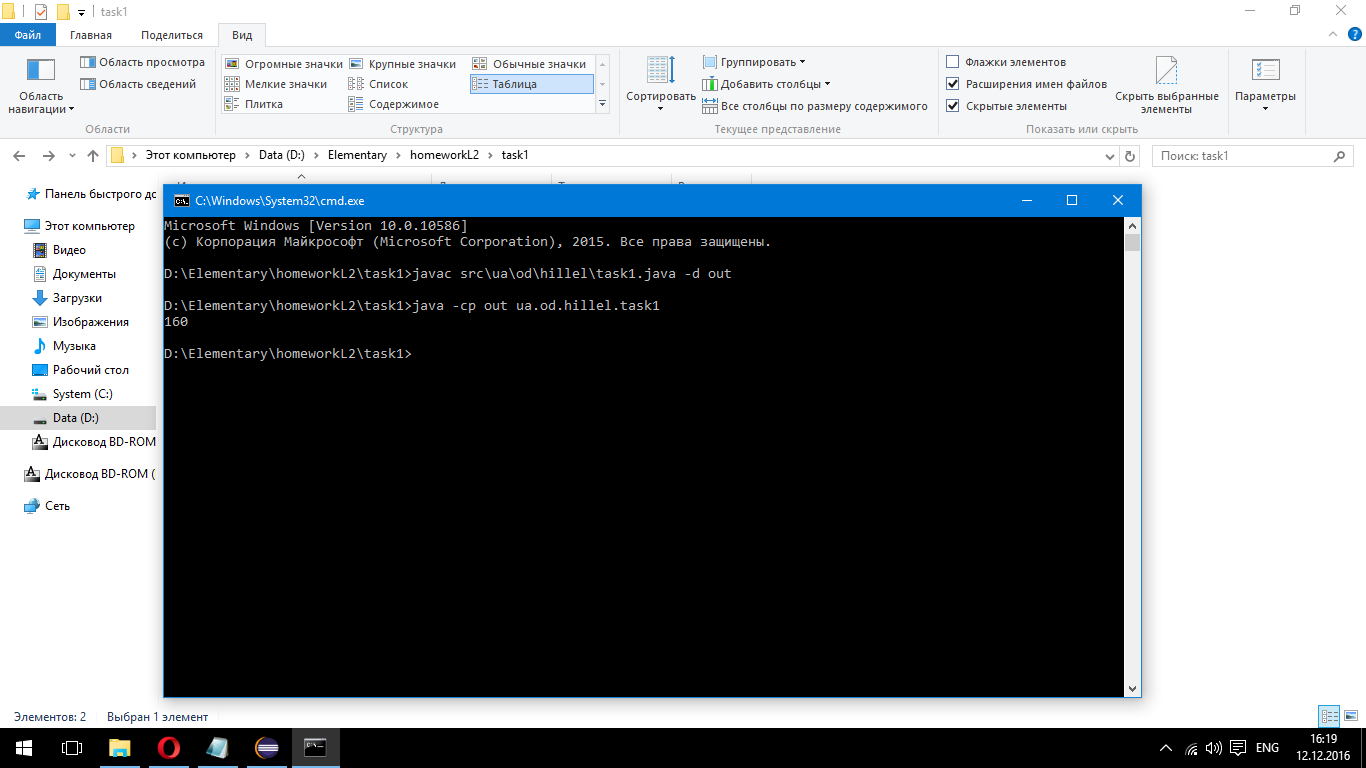 task1
Файл Главная Поделиться Вид
Область навигации
Область просмотра
Область сведений
Области
Огромные значки Крупные значки Обычные значки
Мелкие значки Список Таблица
Плитка Содержимое
Структура
Сортировать
Группировать
Добавить столбцы
Все столбцы по размеру содержимого
Текущее представление
Флажки элементов
Расширения имен файлов
Скрытые элементы
Скрыть выбранные
элементы
Показать или скрыть
Параметры
Этот компьютер Data (D:) Elementary homeworkL2 task1
Поиск: task1
Панель быстрого дс
Этот компьютер
Видео
Документы
Загрузки
Изображения
Музыка
Рабочий стол
System (C:)
Data (D:)
Дисковод BD-ROM
Дисковод BD-ROM (
Сеть
C:\Windows\System32\cmd.exe
Microsoft Windows [Version 10.0.10586]
(c) Корпорация Майкрософт (Microsoft Corporation), 2015. Все права защищены.
D:\Elementary\homeworkL2\task1>javac src\ua\od\hillel\task1.java -d out
D:\Elementary\homeworkL2\task1>java -cp out ua.od.hillel.task1
160
D:\Elementary\homeworkL2\task1>
Элементов: 2 Выбран 1 элемент
ENG
16:19
12.12.2016